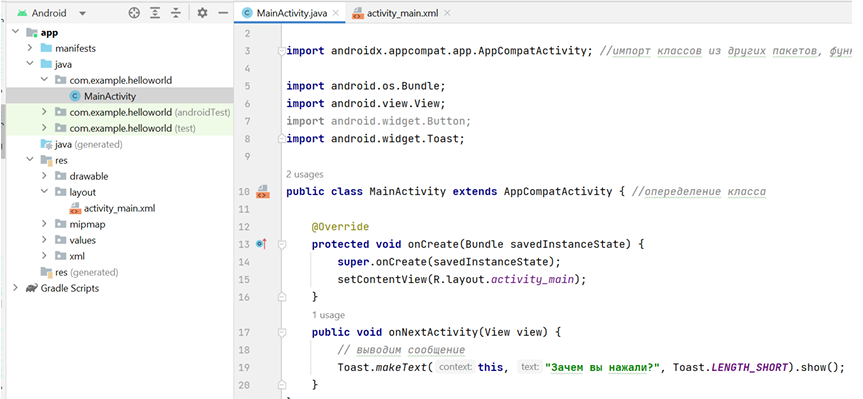 Android
MainActivity.java
activity_main.xml
app
manifests
java
com.example.helloworld
MainActivity
com.example.helloworld (androidTest)
com.example.helloworld (test)
java (generated)
res
drawable
layout
activity_main.xml
mipmap
values
xml
res (generated)
Gradle Scripts
2
3 import androidx.appcompat.app.AppCompatActivity; //импорт классов из других пакетов,
4
5 import android.os.Bundle;
6 import android.view.View;
7 import android.widget.Button;
8 import android.widget.Toast;
9
2 usages
10 public class MainActivity extends AppCompatActivity { //опеределение класса
11
12 @Override
13 protected void onCreate(Bundle savedInstanceState) {
14 super.onCreate(savedInstanceState);
15 setContentView(R.layout.activity_main);
16 }
1 usage
17 public void onNextActivity(View view) {
18 // выводим сообщение
19 Toast.makeText( context: this, text: "Зачем вы нажали?", Toast.LENGTH_SHORT).show();
20 }